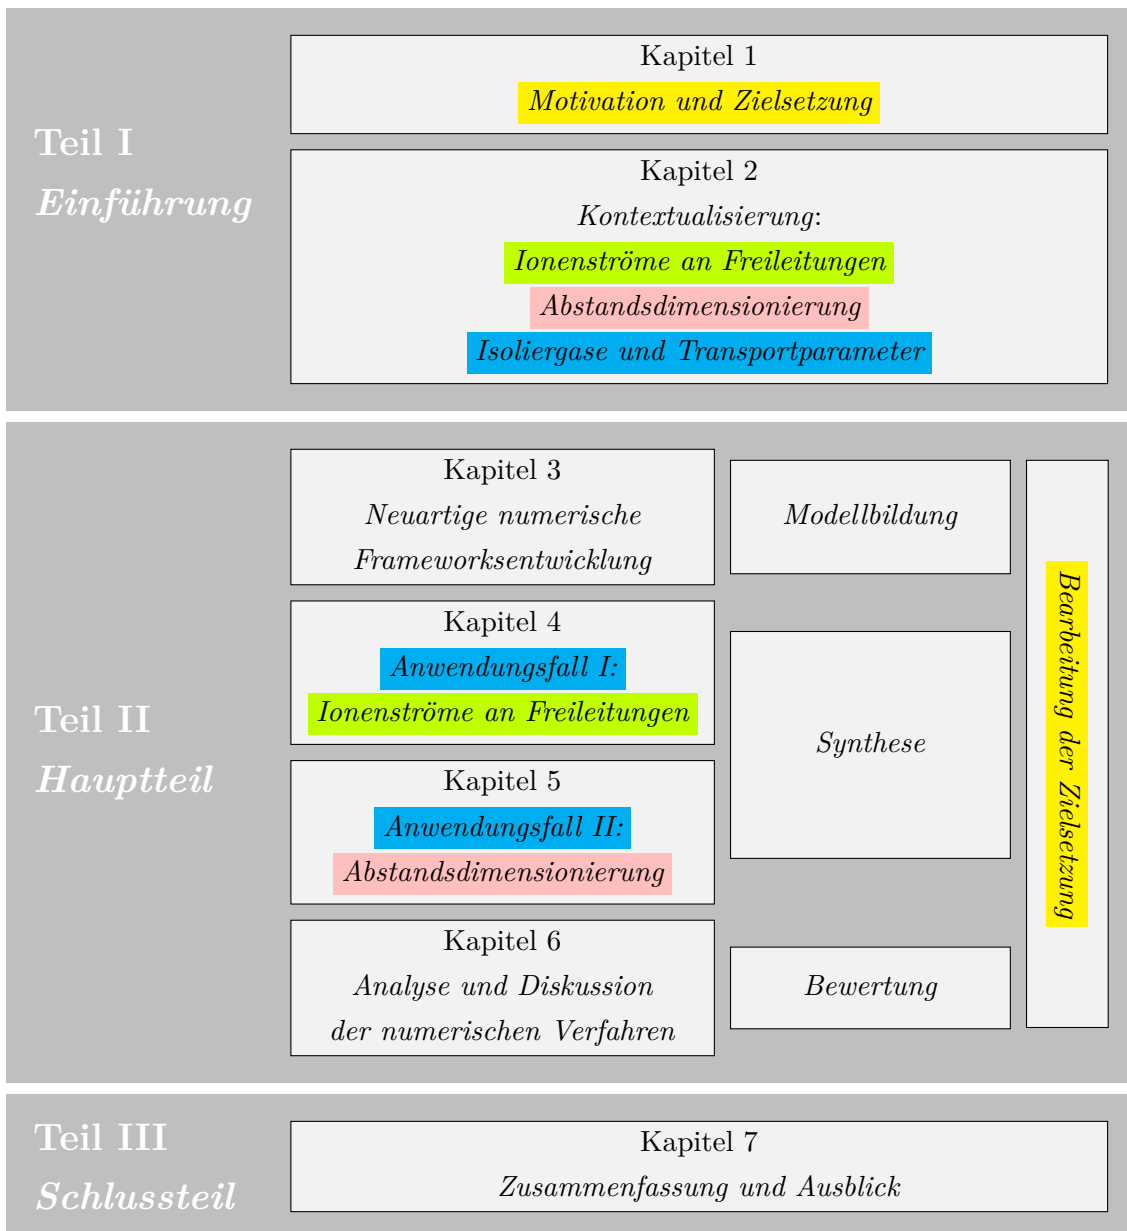 Teil I
Einführung
Kapitel 1
Motivation und Zielsetzung
Kapitel 2
Kontextualisierung:
Ionenströme an Freileitungen
Abstandsdimensionierung
Isoliergase und Transportparameter
Teil II
Hauptteil
Kapitel 3
Neuartige numerische
Frameworksentwicklung
Modellbildung
Kapitel 4
Anwendungsfall I:
Ionenströme an Freileitungen
Kapitel 5
Anwendungsfall II:
Abstandsdimensionierung
Synthese
Kapitel 6
Analyse und Diskussion
der numerischen Verfahren
Bewertung
Bearbeitung der Zielsetzung
Teil III
Schlussteil
Kapitel 7
Zusammenfassung und Ausblick